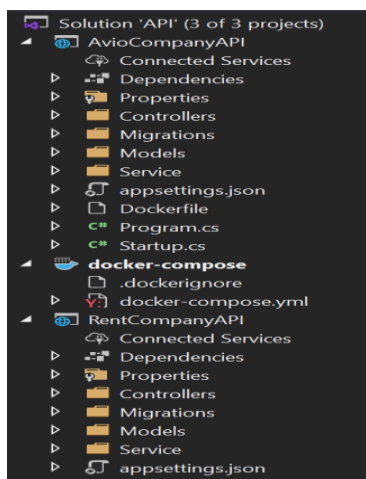 Solution 'API' (3 of 3 projects)
AvioCompanyAPI
Connected Services
Dependencies
Properties
Controllers
Migrations
Models
Service
appsettings.json
Dockerfile
C# Program.cs
C# Startup.cs
docker-compose
.dockerignore
Y: docker-compose.yml
RentCompanyAPI
Connected Services
Dependencies
Properties
Controllers
Migrations
Models
Service
appsettings.json